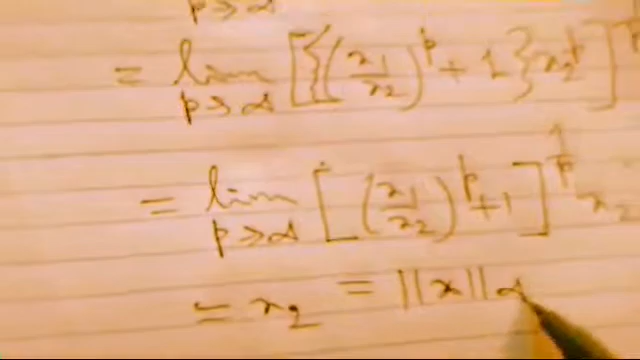 p→∞
= lim p→∞ [{(x₁/x₂)^p + 1} x₂^p]^1/p
= lim p→∞ [(x₁/x₂)^p + 1]^1/p x₂
= x₂ = ||x||∞